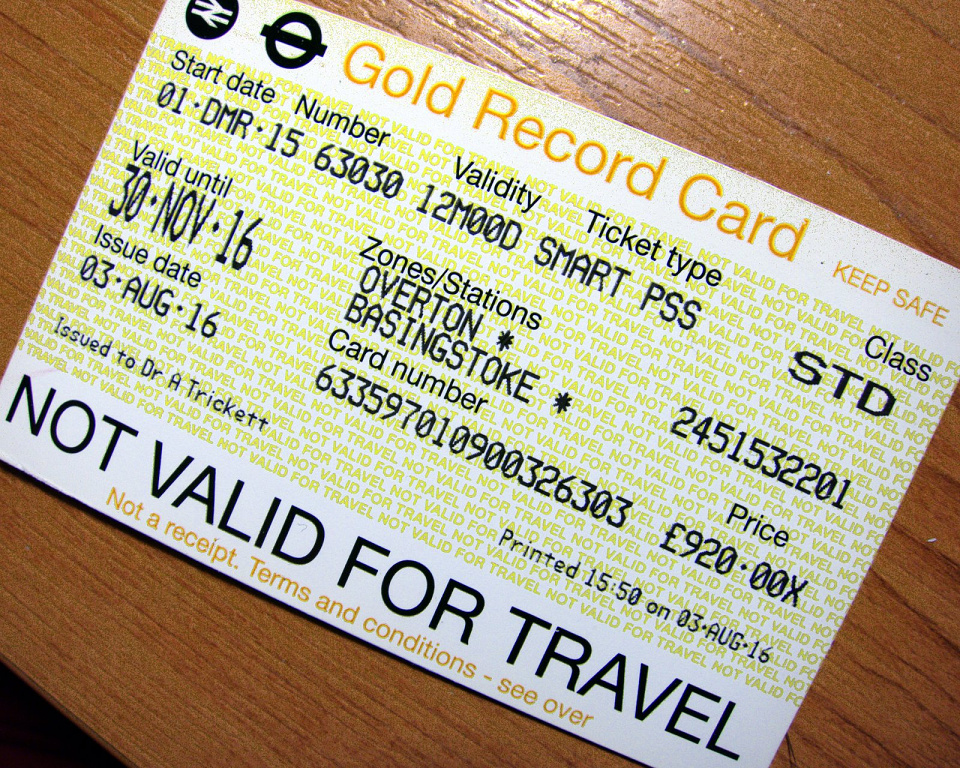 Gold Record Card
KEEP SAFE
Start date Number Validity Ticket type Class
01·DMR·15 63030 12M00D SMART PSS STD
Valid until Zones/Stations
30·NOV·16 OVERTON *
BASINGSTOKE * 2451532201
Issue date Card number Price
03·AUG·16 633597010900326303 £920·00X
Issued to Dr A Trickett Printed 15:50 on 03·AUG·16
NOT VALID FOR TRAVEL
Not a receipt. Terms and conditions - see over